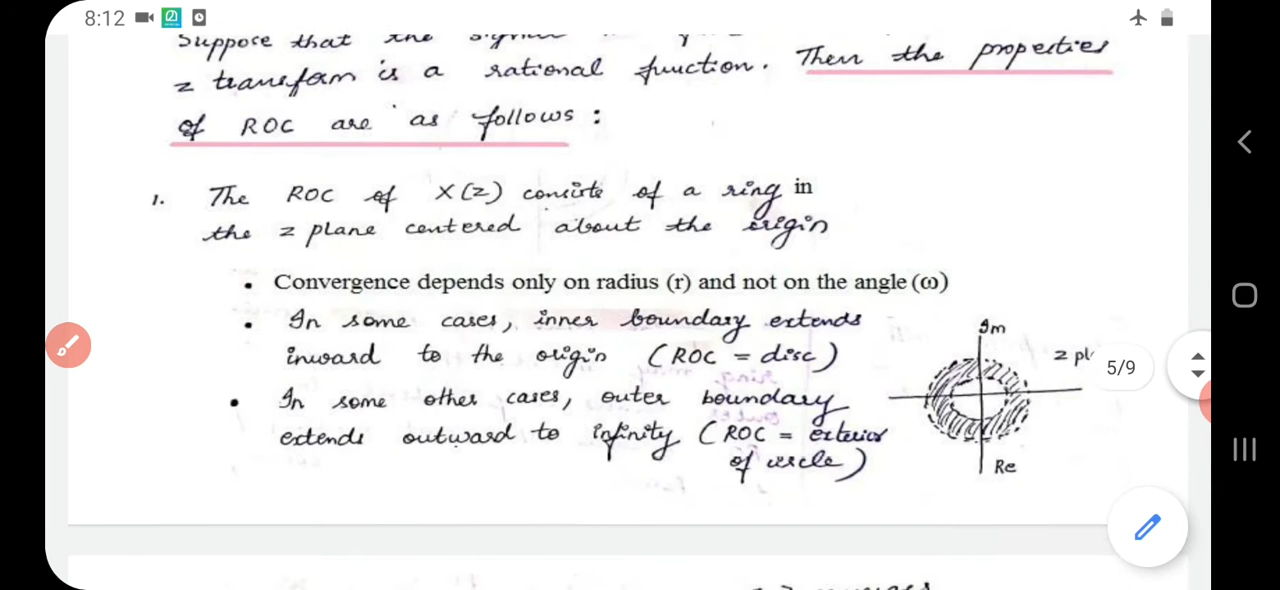 8:12
Suppose that the
z transform is a rational function. Then the properties
of ROC are as follows:
1. The ROC of X(z) consists of a ring in
the z plane centered about the origin
• Convergence depends only on radius (r) and not on the angle (ω)
• In some cases, inner boundary extends
inward to the origin (ROC = disc)
• In some other cases, outer boundary
extends outward to infinity (ROC = exterior
of circle)
Im
z pl
Re
5/9